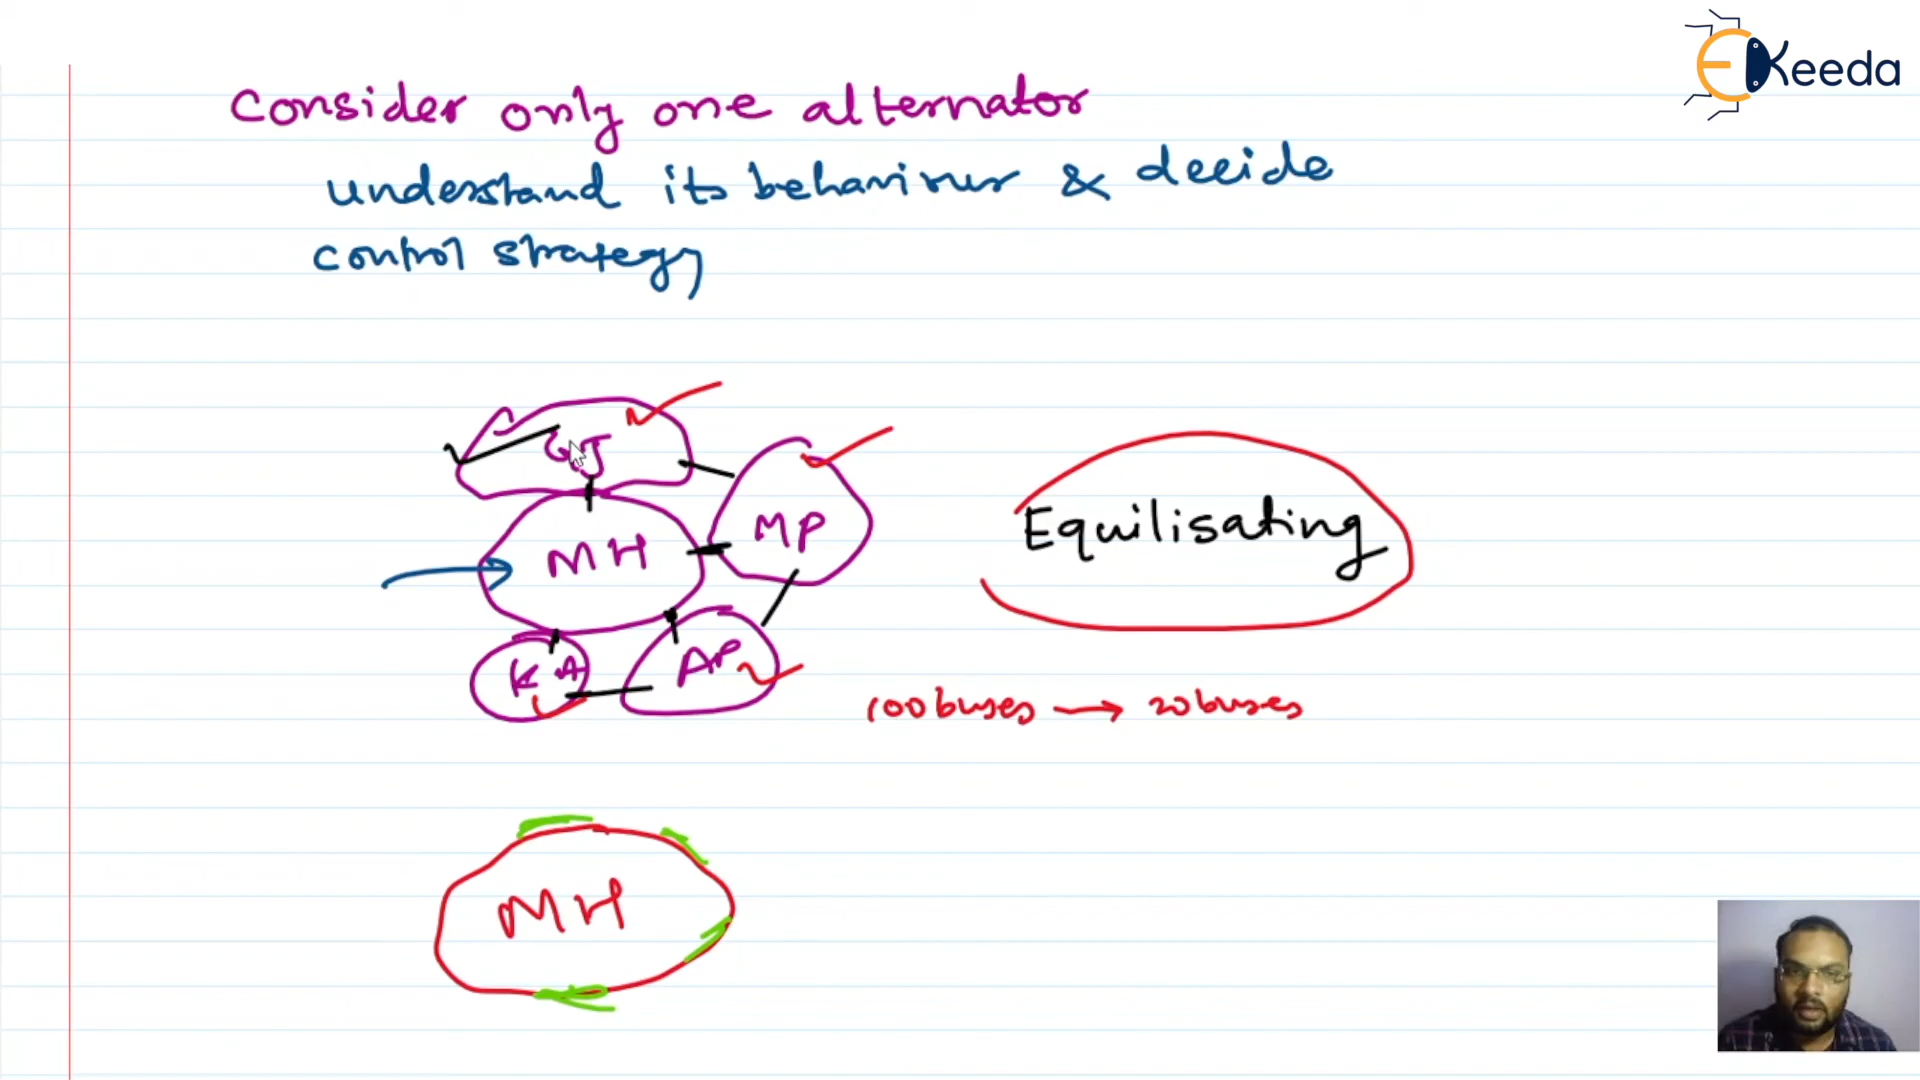 EKeeda
Consider only one alternator
understand its behaviour & decide
control strategy
GJ
MP
MH
Equilisating
KA
AP
100 buses → 20 buses
MH